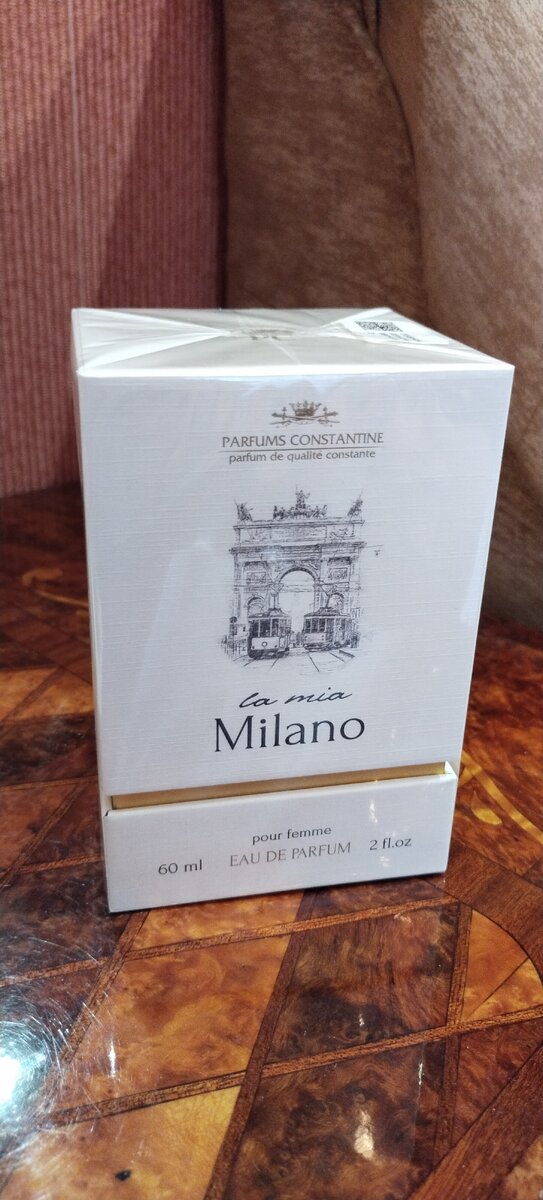 PARFUMS CONSTANTINE
parfum de qualité constante
la mia
Milano
pour femme
60 ml EAU DE PARFUM 2 fl.oz